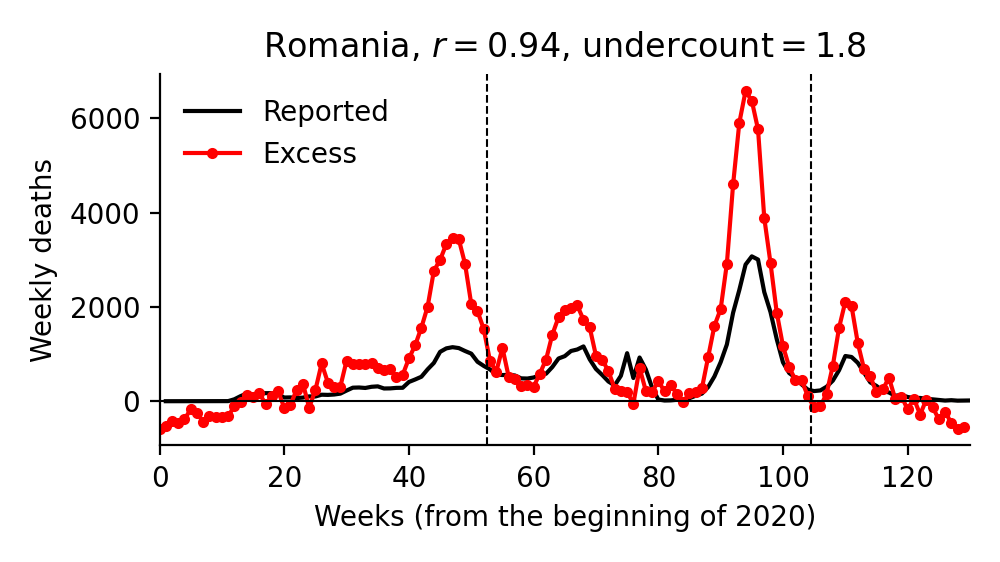 Romania, r = 0.94, undercount = 1.8
Reported
Excess
6000
4000
2000
0
Weekly deaths
0 20 40 60 80 100 120
Weeks (from the beginning of 2020)